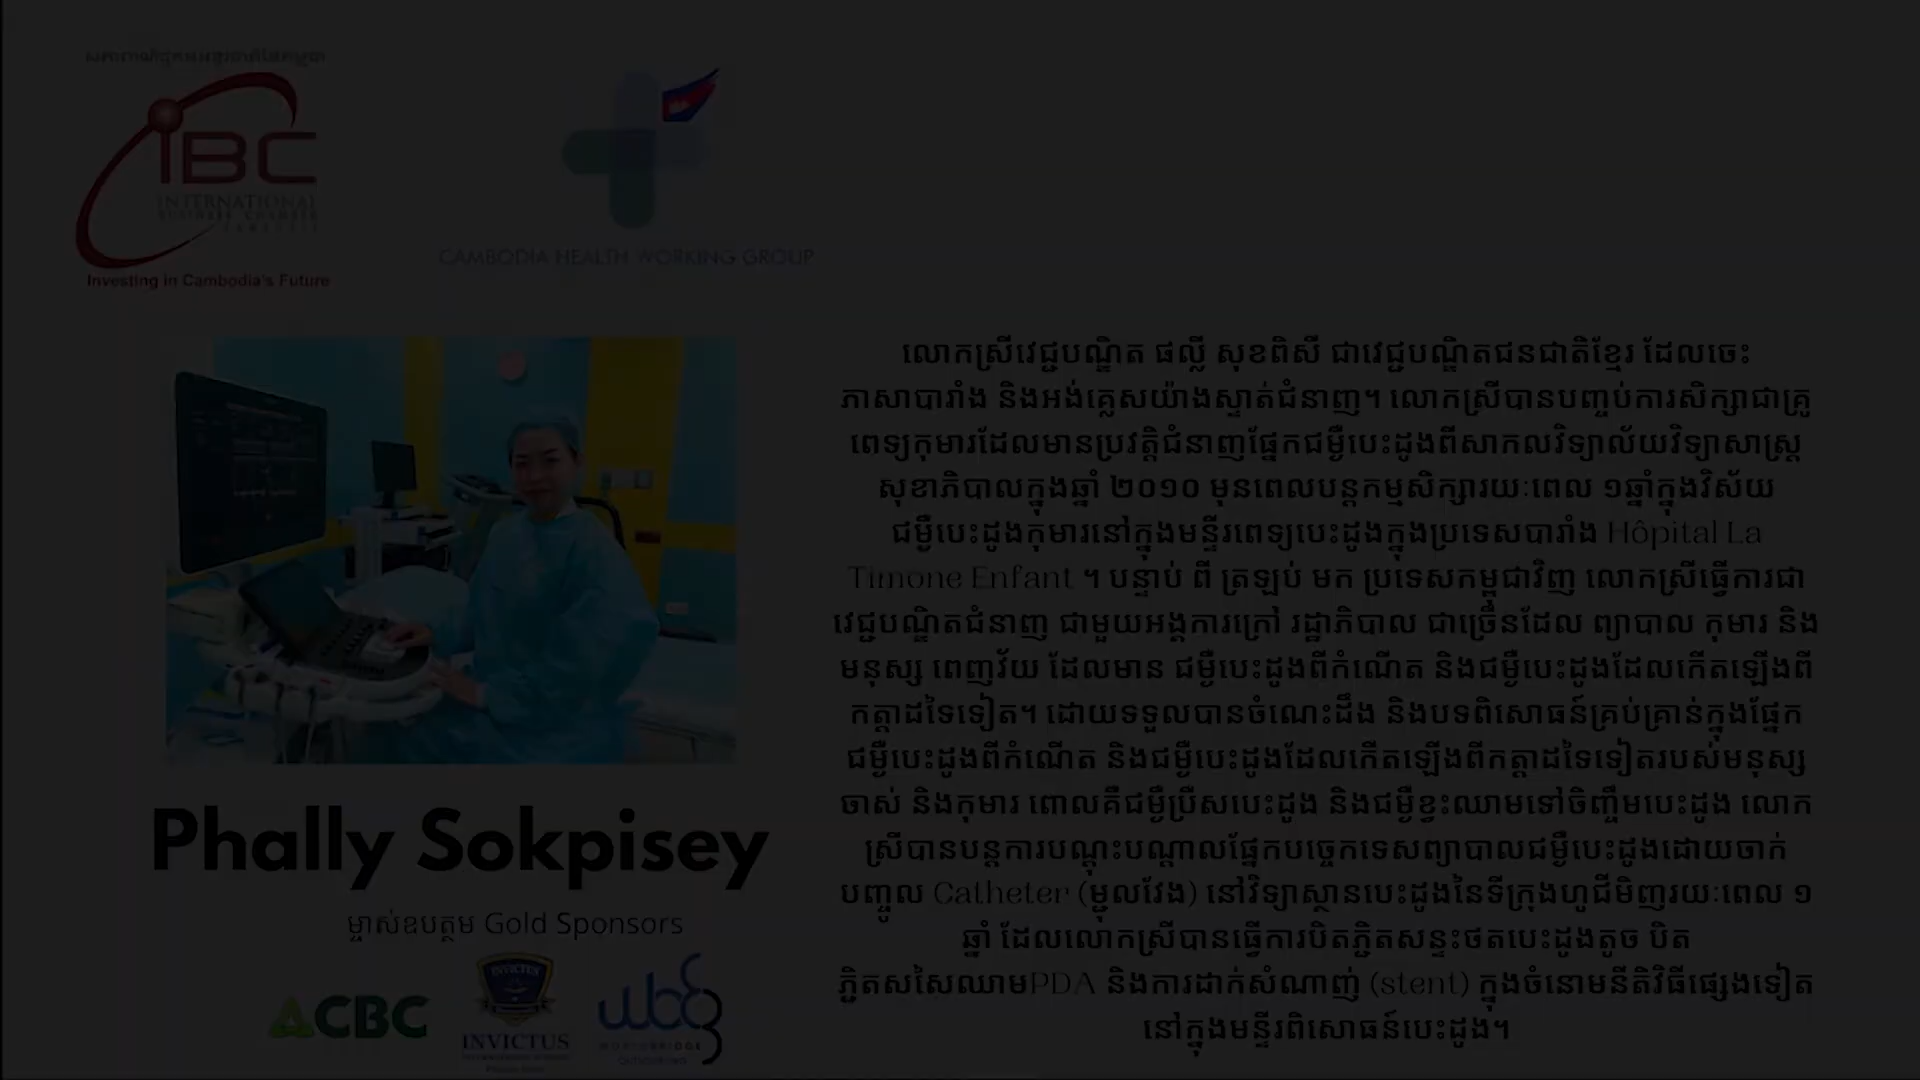 IBC
INTERNATIONAL
BUSINESS CHAMBER
Investing in Cambodia's Future
CAMBODIA HEALTH WORKING GROUP
លោកស្រីវេជ្ជបណ្ឌិត ផល្លី សុខពិសី ជាវេជ្ជបណ្ឌិតជនជាតិខ្មែរ ដែលចេះ
ភាសាបារាំង និងអង់គ្លេសយ៉ាងស្ទាត់ជំនាញ។ លោកស្រីបានបញ្ចប់ការសិក្សាជាគ្រូ
ពេទ្យកុមារដែលមានប្រវត្តិជំនាញផ្នែកជម្ងឺបេះដូងពីសាកលវិទ្យាល័យវិទ្យាសាស្ត្រ
សុខាភិបាលក្នុងឆ្នាំ ២០១០ មុនពេលបន្តកម្មសិក្សារយៈពេល ១ឆ្នាំក្នុងវិស័យ
ជម្ងឺបេះដូងកុមារនៅក្នុងមន្ទីរពេទ្យបេះដូងក្នុងប្រទេសបារាំង Hôpital La
Timone Enfant ។ បន្ទាប់ ពី ត្រឡប់ មក ប្រទេសកម្ពុជាវិញ លោកស្រីធ្វើការជា
វេជ្ជបណ្ឌិតជំនាញ ជាមួយអង្គការក្រៅ រដ្ឋាភិបាល ជាច្រើនដែល ព្យាបាល កុមារ និង
មនុស្ស ពេញវ័យ ដែលមាន ជម្ងឺបេះដូងពីកំណើត និងជម្ងឺបេះដូងដែលកើតឡើងពី
កត្តាដទៃទៀត។ ដោយទទួលបានចំណេះដឹង និងបទពិសោធន៍គ្រប់គ្រាន់ក្នុងផ្នែក
ជម្ងឺបេះដូងពីកំណើត និងជម្ងឺបេះដូងដែលកើតឡើងពីកត្តាដទៃទៀតរបស់មនុស្ស
ចាស់ និងកុមារ ពោលគឺជម្ងឺប្រឺសបេះដូង និងជម្ងឺខ្វះឈាមទៅចិញ្ចឹមបេះដូង លោក
ស្រីបានបន្តការបណ្តុះបណ្តាលផ្នែកបច្ចេកទេសព្យាបាលជម្ងឺបេះដូងដោយចាក់
បញ្ចូល Catheter (ម្ជុលវែង) នៅវិទ្យាស្ថានបេះដូងនៃទីក្រុងហូជីមិញរយៈពេល ១
ឆ្នាំ ដែលលោកស្រីបានធ្វើការបិតភ្ជិតសន្ទះថតបេះដូងតូច បិត
ភ្ជិតសសៃឈាមPDA និងការដាក់សំណាញ់ (stent) ក្នុងចំនោមនីតិវិធីផ្សេងទៀត
នៅក្នុងមន្ទីរពិសោធន៍បេះដូង។
Phally Sokpisey
ម្ចាស់ឧបត្ថម Gold Sponsors
CBC
INVICTUS
INVICTUS
wbg
WORLDBRIDGE